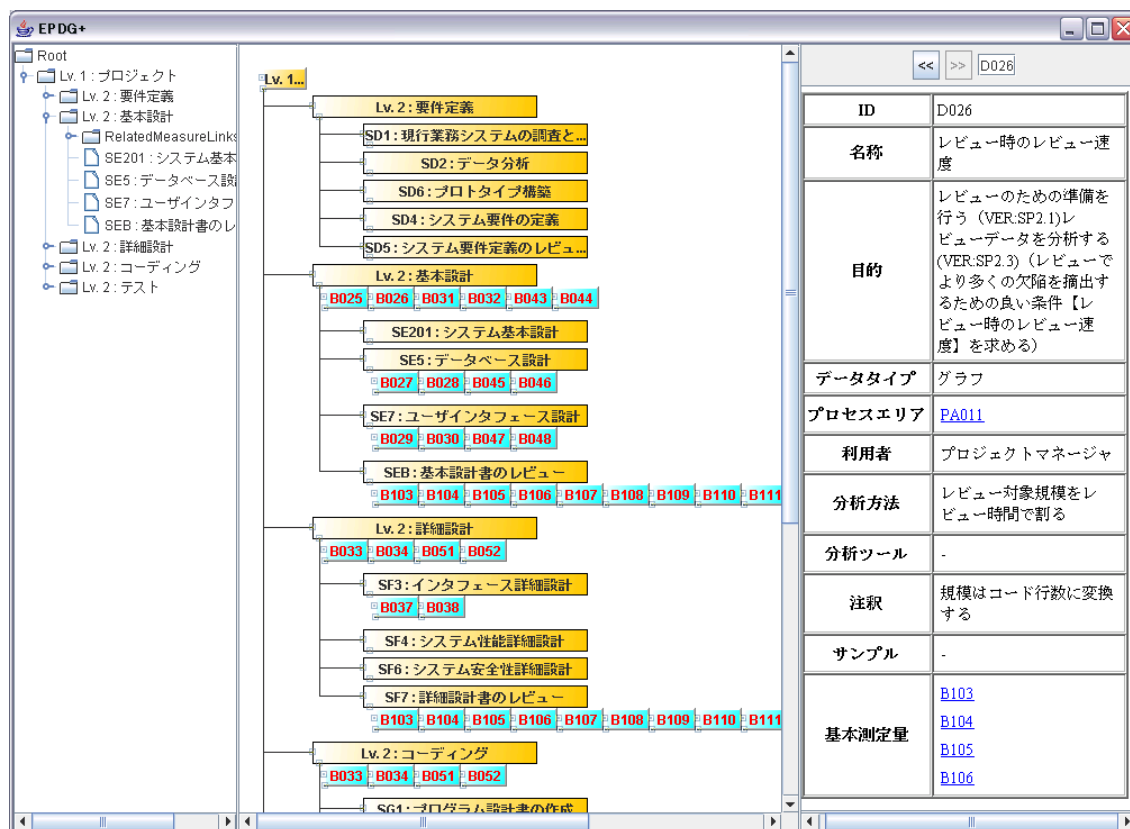 EPDG+
Root
Lv. 1 : プロジェクト
Lv. 2 : 要件定義
Lv. 2 : 基本設計
RelatedMeasureLinks
SE201 : システム基本
SE5 : データベース設
SE7 : ユーザインタフ
SEB : 基本設計書のレ
Lv. 2 : 詳細設計
Lv. 2 : コーディング
Lv. 2 : テスト
Lv. 1...
Lv. 2 : 要件定義
SD1 : 現行業務システムの調査と...
SD2 : データ分析
SD6 : プロトタイプ構築
SD4 : システム要件の定義
SD5 : システム要件定義のレビュ...
Lv. 2 : 基本設計
B025 B026 B031 B032 B043 B044
SE201 : システム基本設計
SE5 : データベース設計
B027 B028 B045 B046
SE7 : ユーザインタフェース設計
B029 B030 B047 B048
SEB : 基本設計書のレビュー
B103 B104 B105 B106 B107 B108 B109 B110 B111
Lv. 2 : 詳細設計
B033 B034 B051 B052
SF3 : インタフェース詳細設計
B037 B038
SF4 : システム性能詳細設計
SF6 : システム安全性詳細設計
SF7 : 詳細設計書のレビュー
B103 B104 B105 B106 B107 B108 B109 B110 B111
Lv. 2 : コーディング
B033 B034 B051 B052
SG1 : プログラム設計書の作成
<< >> D026
ID D026
名称 レビュー時のレビュー速
度
目的 レビューのための準備を
行う (VER:SP2.1)レ
ビューデータを分析する
(VER:SP2.3)（レビューで
より多くの欠陥を摘出す
るための良い条件【レ
ビュー時のレビュー速
度】を求める）
データタイプ グラフ
プロセスエリア PA011
利用者 プロジェクトマネージャ
分析方法 レビュー対象規模をレ
ビュー時間で割る
分析ツール -
注釈 規模はコード行数に変換
する
サンプル -
基本測定量 B103
B104
B105
B106